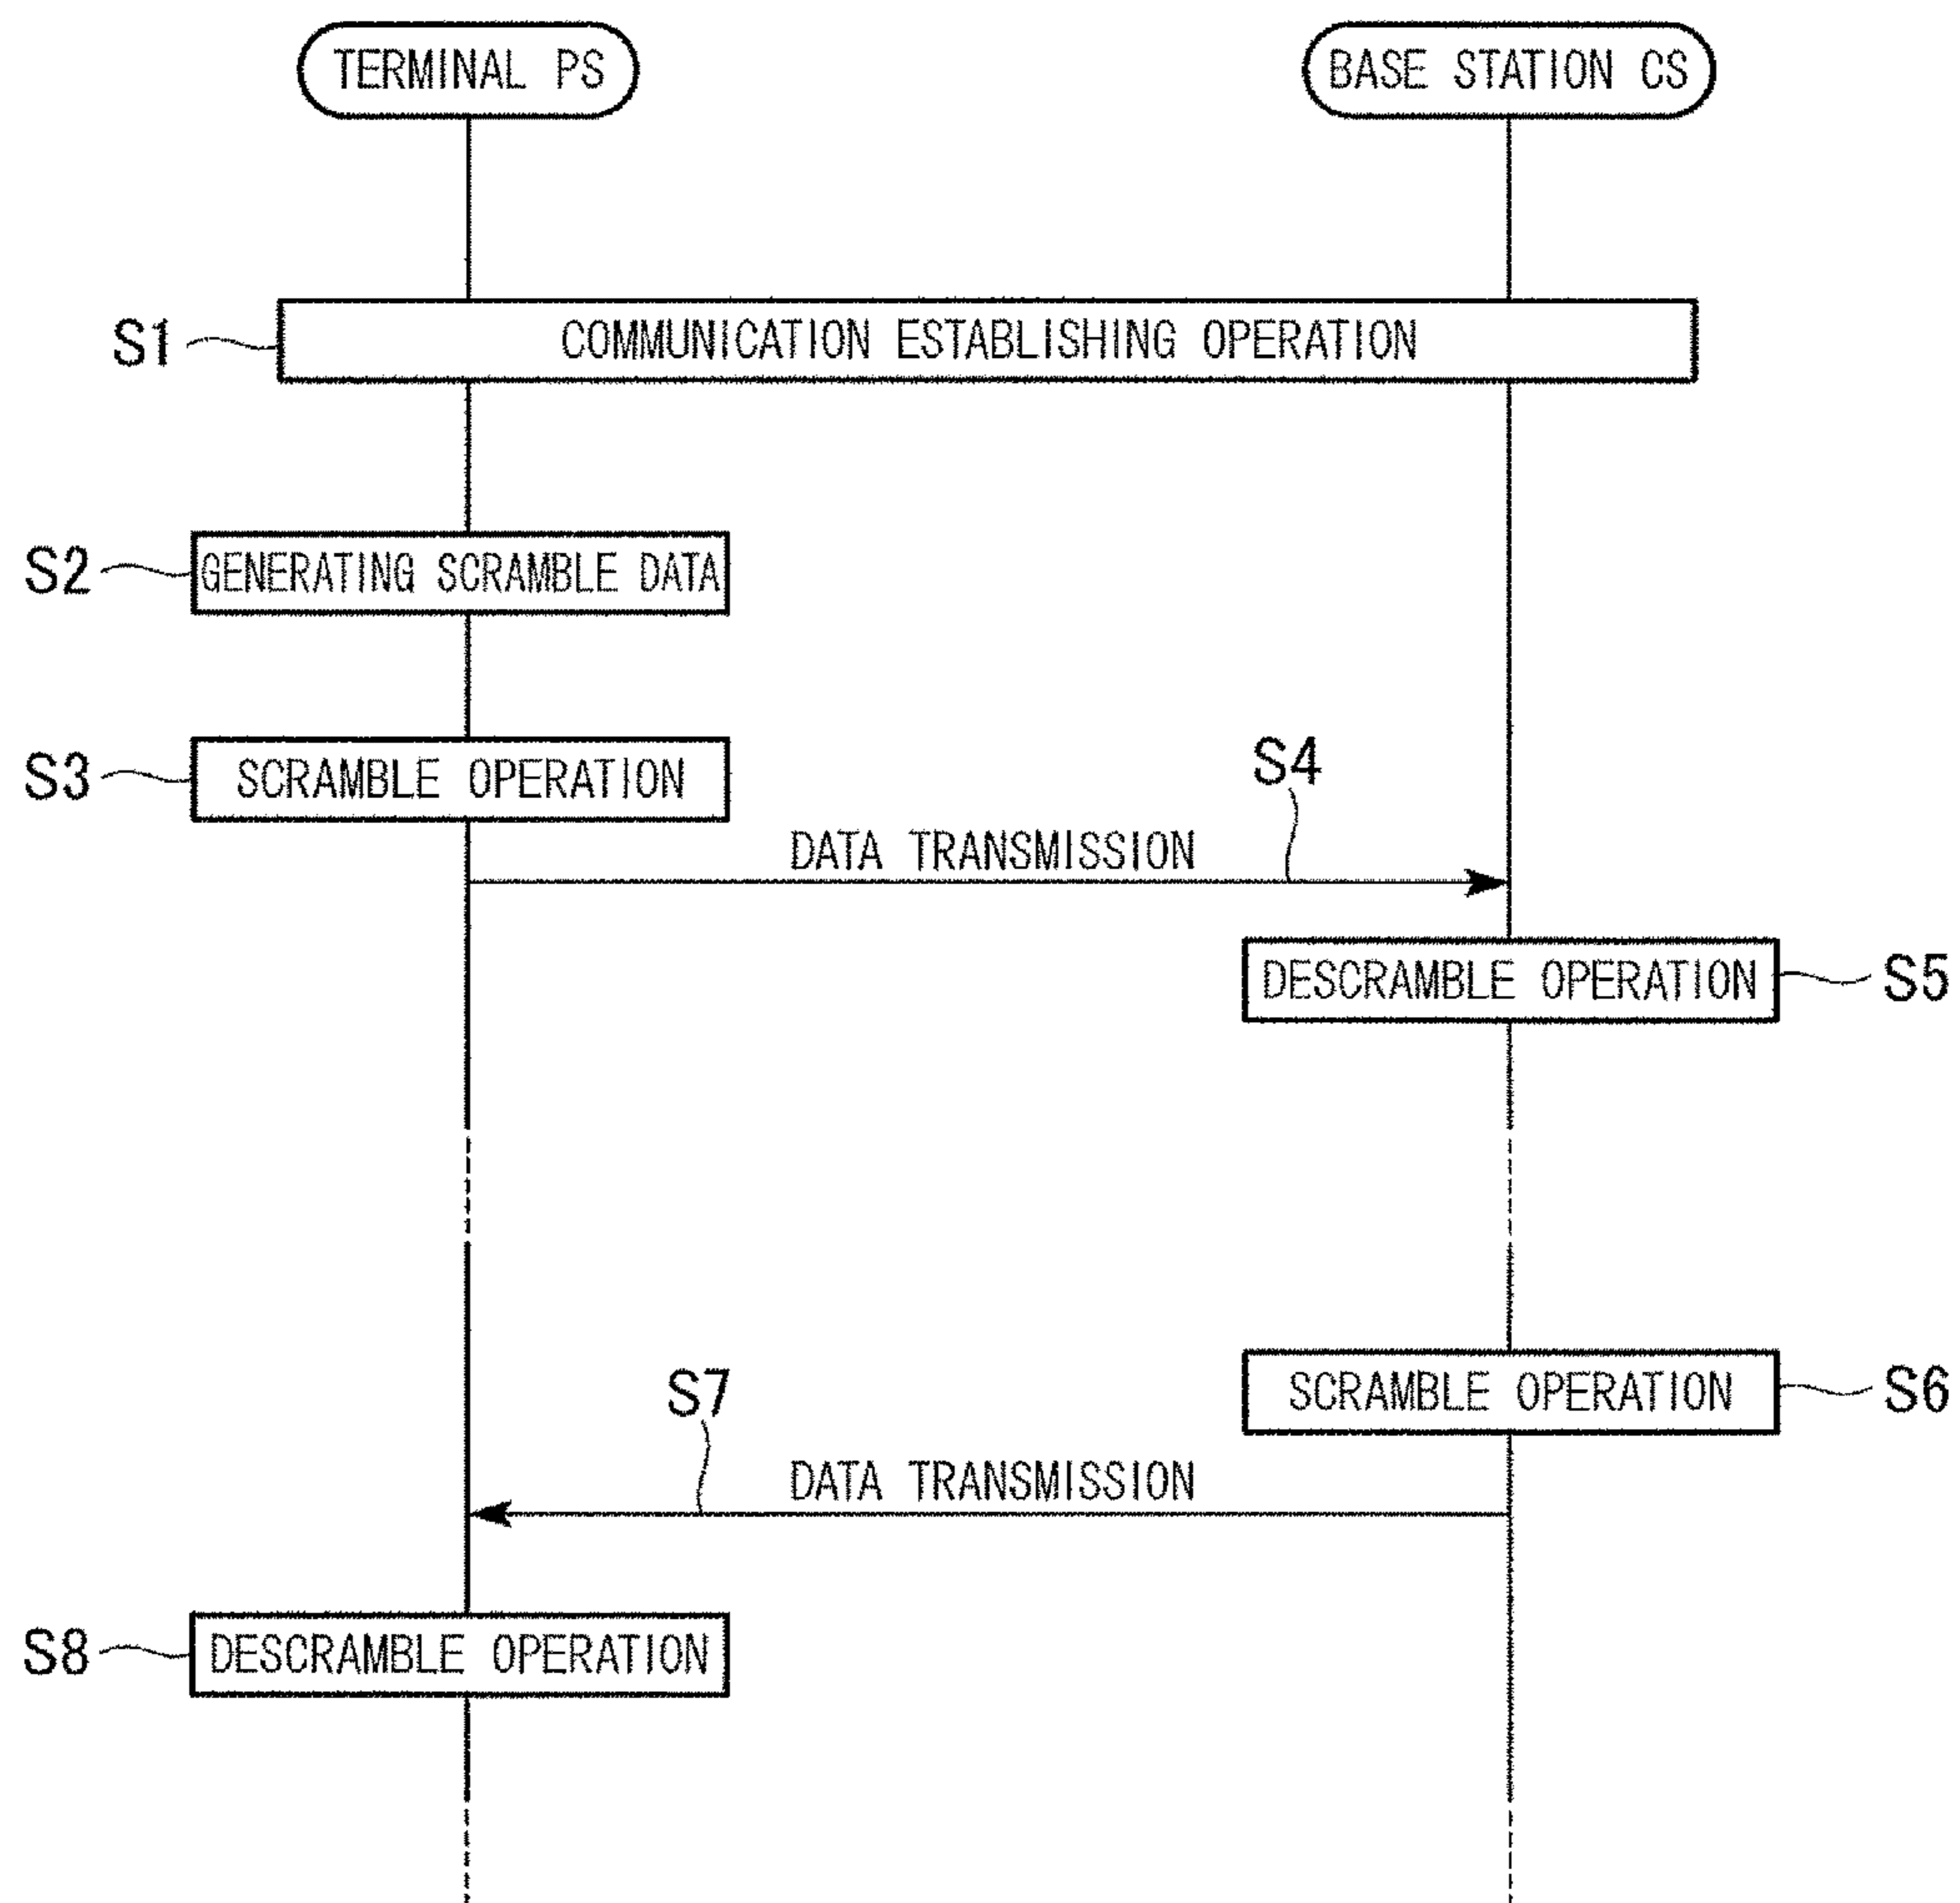 TERMINAL PS
BASE STATION CS
S1
COMMUNICATION ESTABLISHING OPERATION
S2
GENERATING SCRAMBLE DATA
S3
SCRAMBLE OPERATION
S4
DATA TRANSMISSION
DESCRAMBLE OPERATION
S5
SCRAMBLE OPERATION
S6
S7
DATA TRANSMISSION
S8
DESCRAMBLE OPERATION